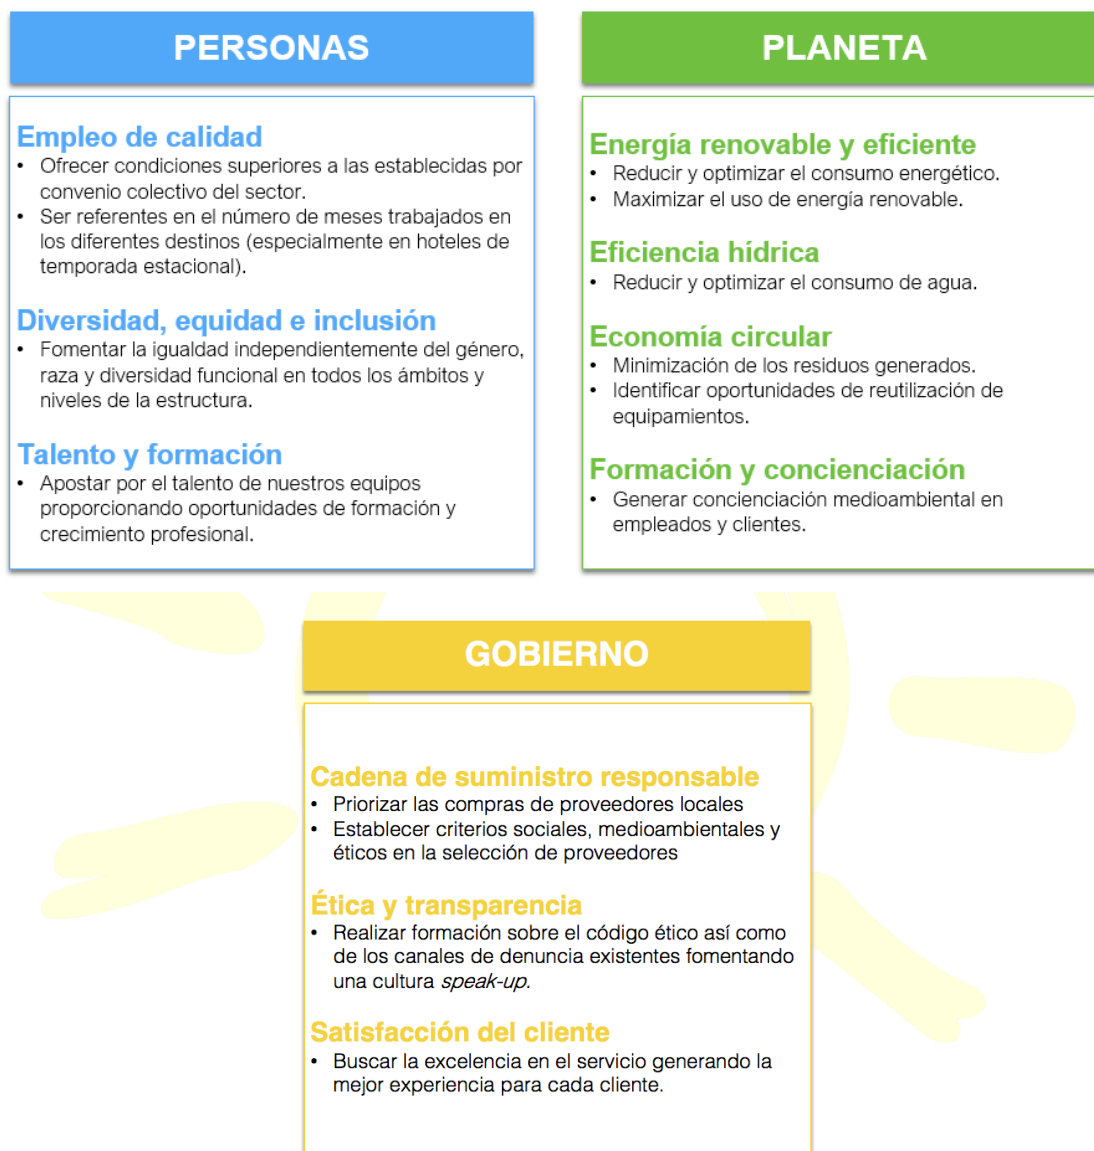 PERSONAS
Empleo de calidad
• Ofrecer condiciones superiores a las establecidas por
convenio colectivo del sector.
• Ser referentes en el número de meses trabajados en
los diferentes destinos (especialmente en hoteles de
temporada estacional).
Diversidad, equidad e inclusión
• Fomentar la igualdad independientemente del género,
raza y diversidad funcional en todos los ámbitos y
niveles de la estructura.
Talento y formación
• Apostar por el talento de nuestros equipos
proporcionando oportunidades de formación y
crecimiento profesional.
PLANETA
Energía renovable y eficiente
• Reducir y optimizar el consumo energético.
• Maximizar el uso de energía renovable.
Eficiencia hídrica
• Reducir y optimizar el consumo de agua.
Economía circular
• Minimización de los residuos generados.
• Identificar oportunidades de reutilización de
equipamientos.
Formación y concienciación
• Generar concienciación medioambiental en
empleados y clientes.
GOBIERNO
Cadena de suministro responsable
• Priorizar las compras de proveedores locales
• Establecer criterios sociales, medioambientales y
éticos en la selección de proveedores
Ética y transparencia
• Realizar formación sobre el código ético así como
de los canales de denuncia existentes fomentando
una cultura speak-up.
Satisfacción del cliente
• Buscar la excelencia en el servicio generando la
mejor experiencia para cada cliente.